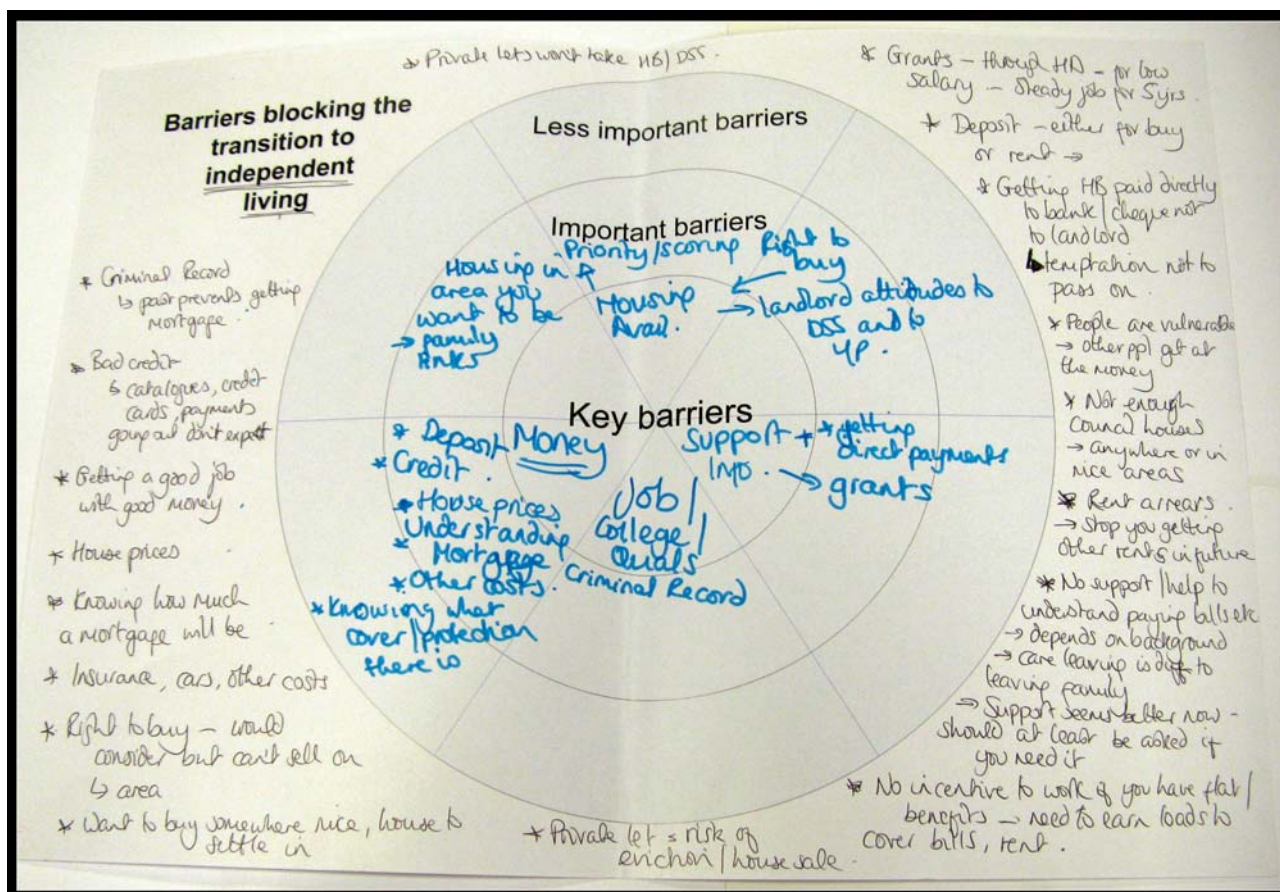 * Private lets won't take HB/DSS.
Barriers blocking the
transition to
independent
living
* Criminal Record
↳ past prevents getting
mortgage.
* Bad credit
↳ catalogues, credit
cards, payments
going out don't expect
* Getting a good job
with good money.
* House prices
* Knowing how much
a mortgage will be
* Insurance, cars, other costs
* Right to buy – would
consider but can't sell on
↳ area
* Want to buy somewhere nice, house to
settle in
Less important barriers
Important barriers
Priority/scoring
Right to
buy
Housing in
area you
want to be
→ family
links
Housing
Avail.
→ landlord attitudes to
DSS and to
YP.
Key barriers
* Deposit
Money
* Credit.
* House prices
Understanding
* Mortgage
* Other costs.
* Knowing what
cover/protection
there is
Support +
Info.
* getting
direct payments
→ grants
Job/
College/
Quals
Criminal Record
* Private let = risk of
eviction/house sale.
* Grants – through HA – for low
salary – Steady job for 5yrs.
* Deposit – either for buy
or rent →
* Getting HB paid directly
to bank/cheque not
to landlord
↳ temptation not to
pass on.
* People are vulnerable
→ other ppl get at
the money
* Not enough
council houses
→ anywhere or in
nice areas
* Rent arrears.
→ Stop you getting
other rents in future
* No support/help to
understand paying bills etc
→ depends on background
→ care leaving is diff to
leaving family
→ Support seems better now –
should at least be asked if
you need it
* No incentive to work if you have flat/
benefits → need to earn loads to
cover bills, rent.